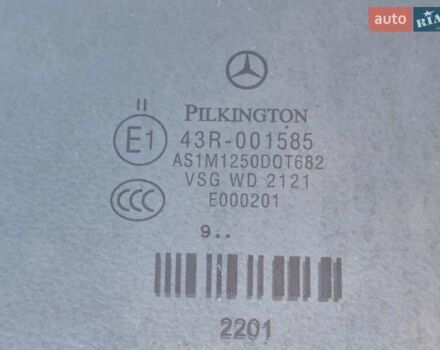 auto RIA
II
PILKINGTON
E1 43R-001585
AS1M1250DOT682
VSG WD 2121
CCC E000201
9..
2201